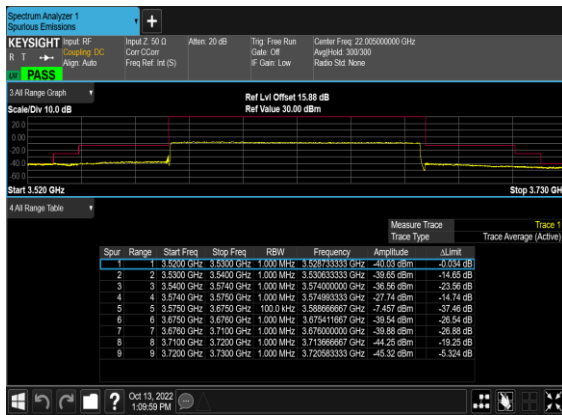 Spectrum Analyzer 1
Spurious Emissions
KEYSIGHT Input: RF Input Z: 50 Ω Atten: 20 dB Trig: Free Run Center Freq: 22.005000000 GHz
R T Coupling: DC Corr CCorr Gate: Off Avg|Hold: 300/300
Align: Auto Freq Ref: Int (S) IF Gain: Low Radio Std: None
LW PASS
3 All Range Graph
Ref Lvl Offset 15.88 dB
Scale/Div 10.0 dB Ref Value 30.00 dBm
20.0
0.00
-20.0
-40.0
-60.0
Start 3.520 GHz Stop 3.730 GH
4 All Range Table
Measure Trace Trace 1
Trace Type Trace Average (Active)
Spur Range Start Freq Stop Freq RBW Frequency Amplitude ΔLimit
1 1 3.5200 GHz 3.5300 GHz 1.000 MHz 3.528733333 GHz -40.03 dBm -0.034 dB
2 2 3.5300 GHz 3.5400 GHz 1.000 MHz 3.530633333 GHz -39.65 dBm -14.65 dB
3 3 3.5400 GHz 3.5740 GHz 1.000 MHz 3.574000000 GHz -36.56 dBm -23.56 dB
4 4 3.5740 GHz 3.5750 GHz 1.000 MHz 3.574993333 GHz -27.74 dBm -14.74 dB
5 5 3.5750 GHz 3.6750 GHz 100.0 kHz 3.588666667 GHz -7.457 dBm -37.46 dB
6 6 3.6750 GHz 3.6760 GHz 1.000 MHz 3.675411667 GHz -39.54 dBm -26.54 dB
7 7 3.6760 GHz 3.7100 GHz 1.000 MHz 3.676000000 GHz -39.88 dBm -26.88 dB
8 8 3.7100 GHz 3.7200 GHz 1.000 MHz 3.713666667 GHz -44.25 dBm -19.25 dB
9 9 3.7200 GHz 3.7300 GHz 1.000 MHz 3.720583333 GHz -45.32 dBm -5.324 dB
Oct 13, 2022
1:09:59 PM